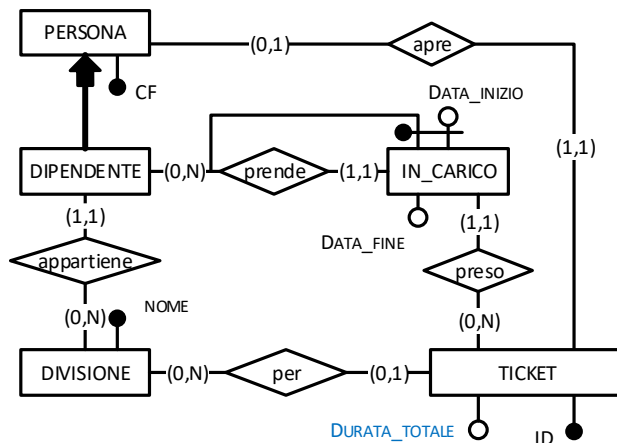 PERSONA
(0,1)
apre
CF
DATA_INIZIO
DIPENDENTE
(0,N)
prende
(1,1)
IN_CARICO
(1,1)
(1,1)
DATA_FINE
(1,1)
appartiene
preso
(0,N)
NOME
(0,N)
DIVISIONE
(0,N)
per
(0,1)
TICKET
DURATA_TOTALE
ID